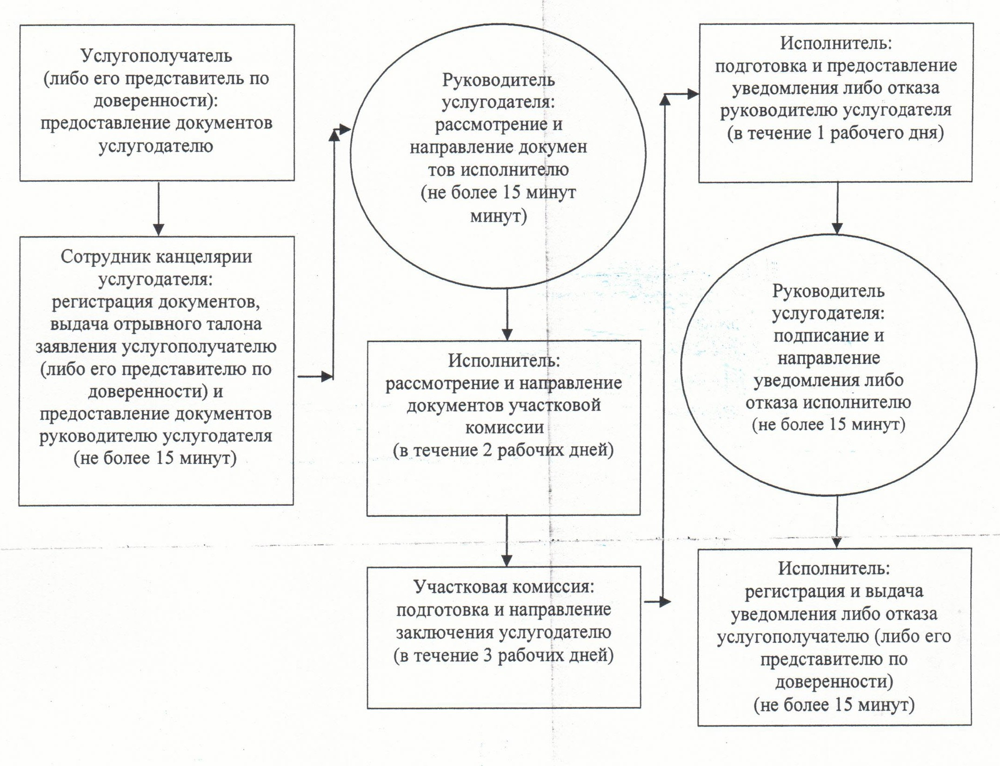 Услугополучатель
(либо его представитель по
доверенности):
предоставление документов
услугодателю
Сотрудник канцелярии
услугодателя:
регистрация документов,
выдача отрывного талона
заявления услугополучателю
(либо его представителю по
доверенности) и
предоставление документов
руководителю услугодателя
(не более 15 минут)
Руководитель
услугодателя:
рассмотрение и
направление докумен
тов исполнителю
(не более 15 минут
минут)
Исполнитель:
рассмотрение и направление
документов участковой
комиссии
(в течение 2 рабочих дней)
Участковая комиссия:
подготовка и направление
заключения услугодателю
(в течение 3 рабочих дней)
Исполнитель:
подготовка и предоставление
уведомления либо отказа
руководителю услугодателя
(в течение 1 рабочего дня)
Руководитель
услугодателя:
подписание и
направление
уведомления либо
отказа исполнителю
(не более 15 минут)
Исполнитель:
регистрация и выдача
уведомления либо отказа
услугополучателю (либо его
представителю по
доверенности)
(не более 15 минут)